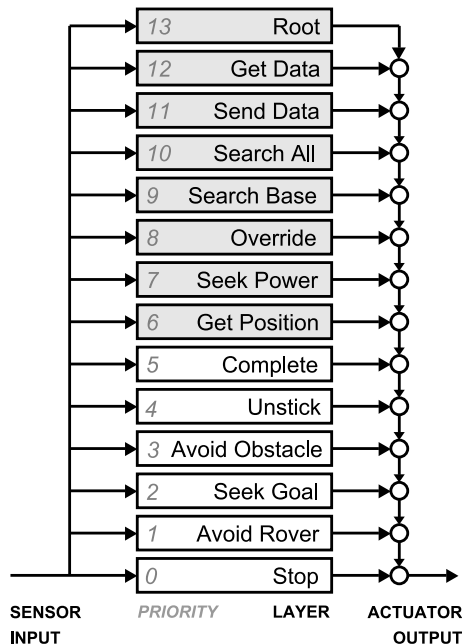 13 Root
12 Get Data
11 Send Data
10 Search All
9 Search Base
8 Override
7 Seek Power
6 Get Position
5 Complete
4 Unstick
3 Avoid Obstacle
2 Seek Goal
1 Avoid Rover
0 Stop
SENSOR INPUT
PRIORITY
LAYER
ACTUATOR OUTPUT